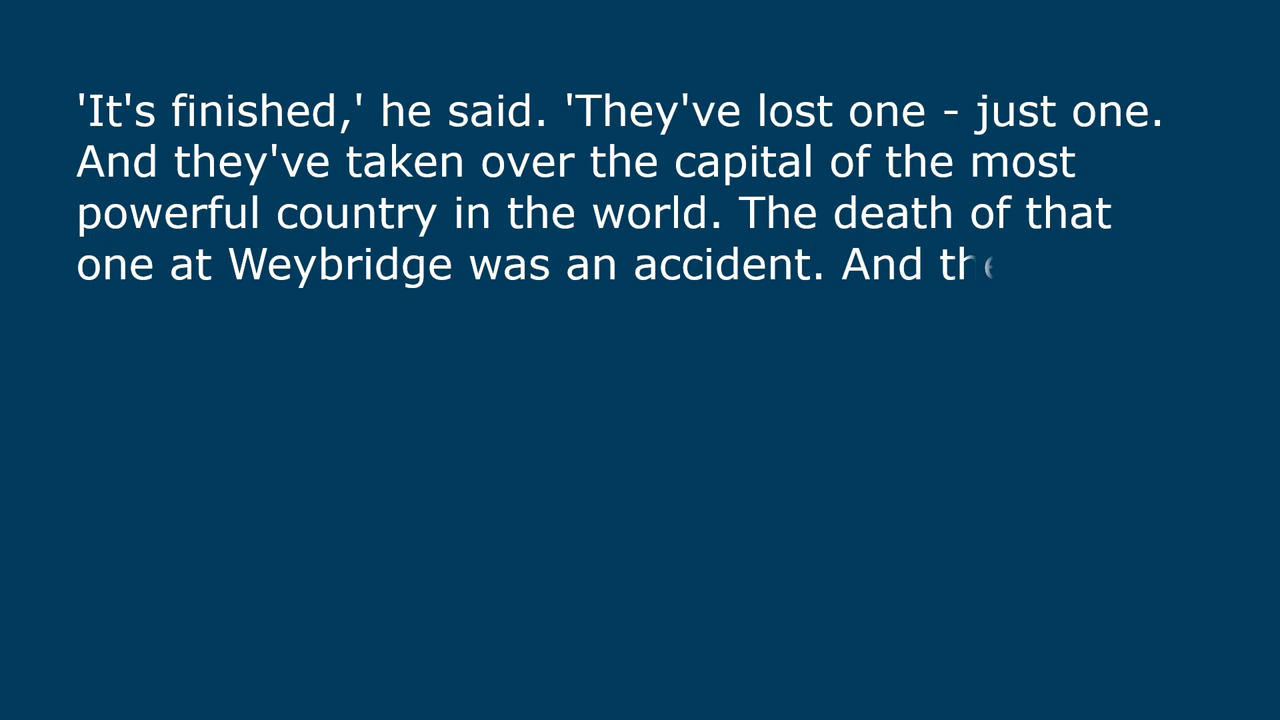 'It's finished,' he said. 'They've lost one - just one.
And they've taken over the capital of the most
powerful country in the world. The death of that
one at Weybridge was an accident. And